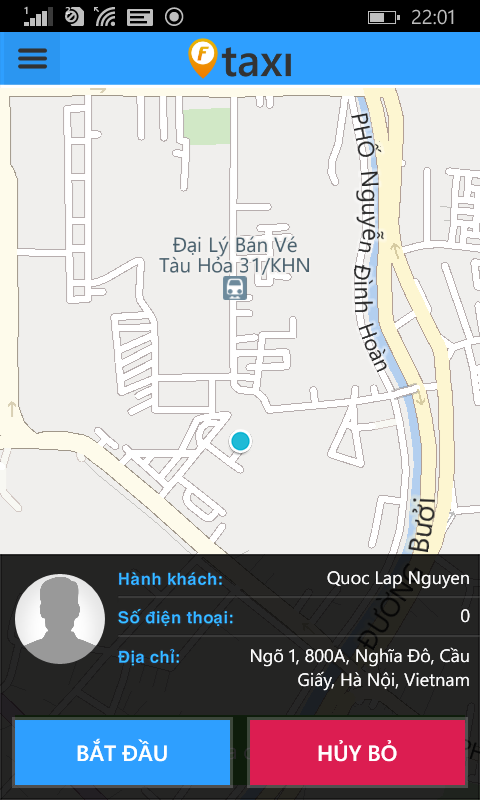 22:01
F taxi
PHỐ Nguyễn Đình Hoàn
Đại Lý Bán Vé
Tàu Hỏa 31/KHN
ĐƯỜNG Bưởi
Hành khách: Quoc Lap Nguyen
Số điện thoại: 0
Địa chỉ: Ngõ 1, 800A, Nghĩa Đô, Cầu
Giấy, Hà Nội, Vietnam
BẮT ĐẦU HỦY BỎ